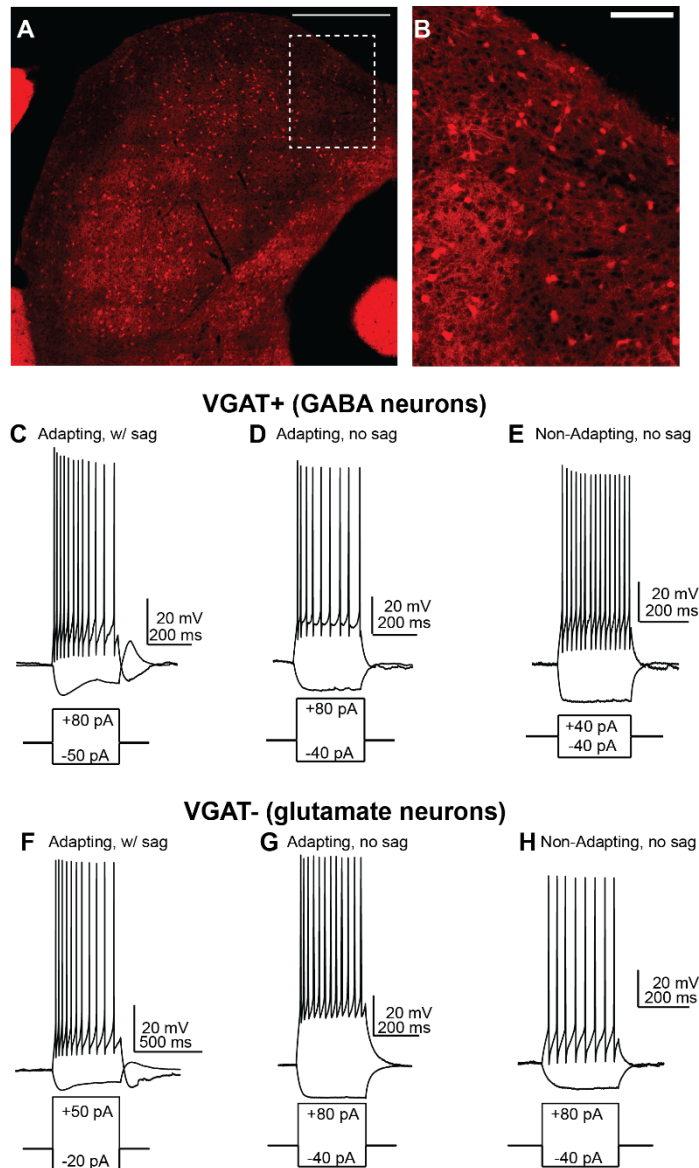 A
B
VGAT+ (GABA neurons)
C Adapting, w/ sag
20 mV
200 ms
+80 pA
-50 pA
D Adapting, no sag
20 mV
200 ms
+80 pA
-40 pA
E Non-Adapting, no sag
20 mV
200 ms
+40 pA
-40 pA
VGAT- (glutamate neurons)
F Adapting, w/ sag
20 mV
500 ms
+50 pA
-20 pA
G Adapting, no sag
20 mV
200 ms
+80 pA
-40 pA
H Non-Adapting, no sag
20 mV
200 ms
+80 pA
-40 pA